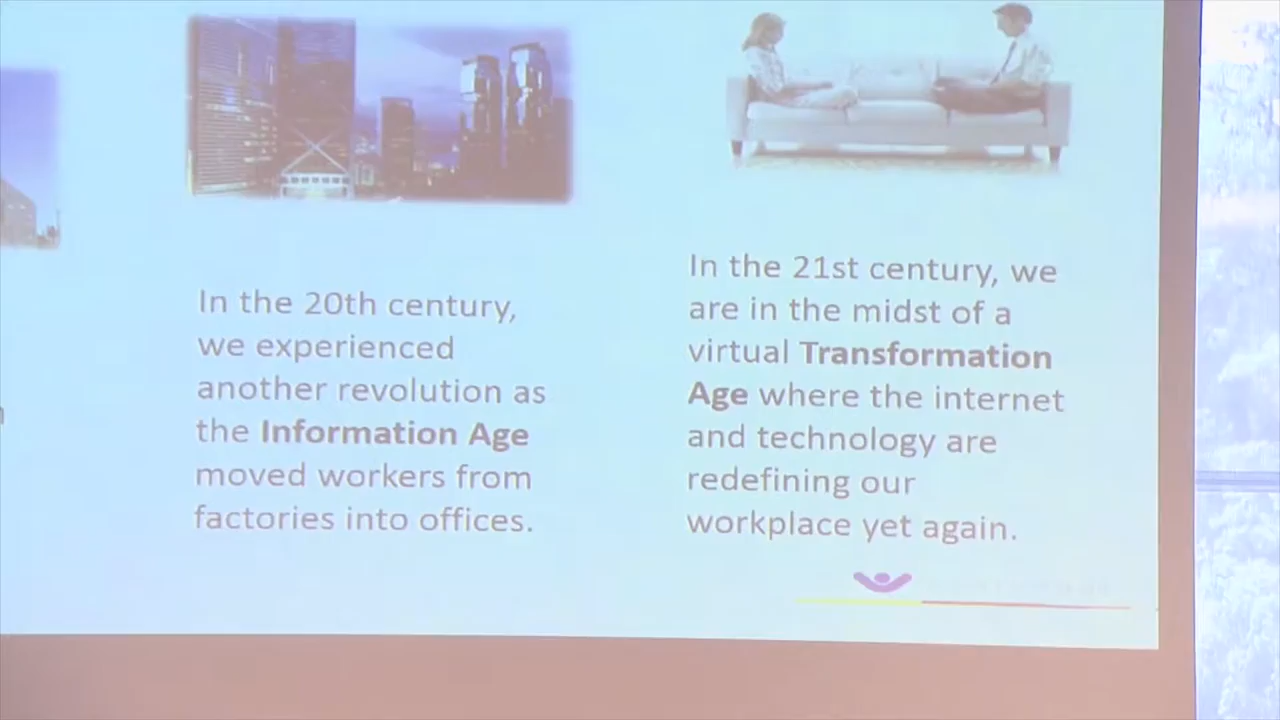 In the 20th century,
we experienced
another revolution as
the Information Age
moved workers from
factories into offices.
In the 21st century, we
are in the midst of a
virtual Transformation
Age where the internet
and technology are
redefining our
workplace yet again.